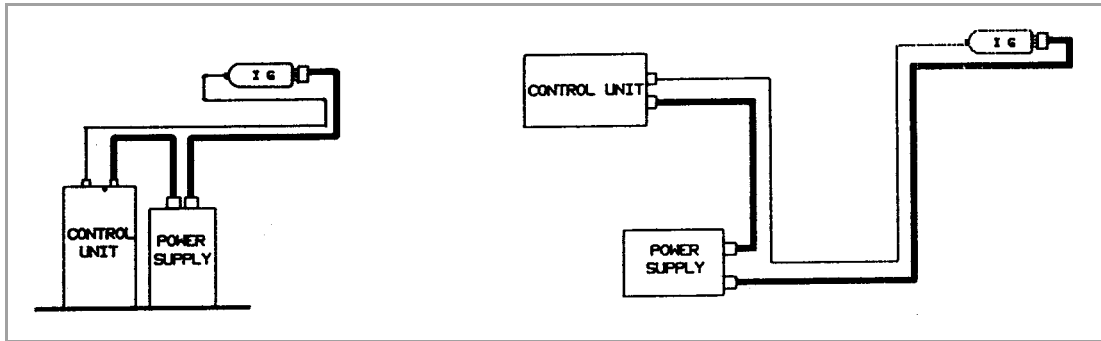 I G
CONTROL
UNIT
POWER
SUPPLY
I G
CONTROL UNIT
POWER
SUPPLY